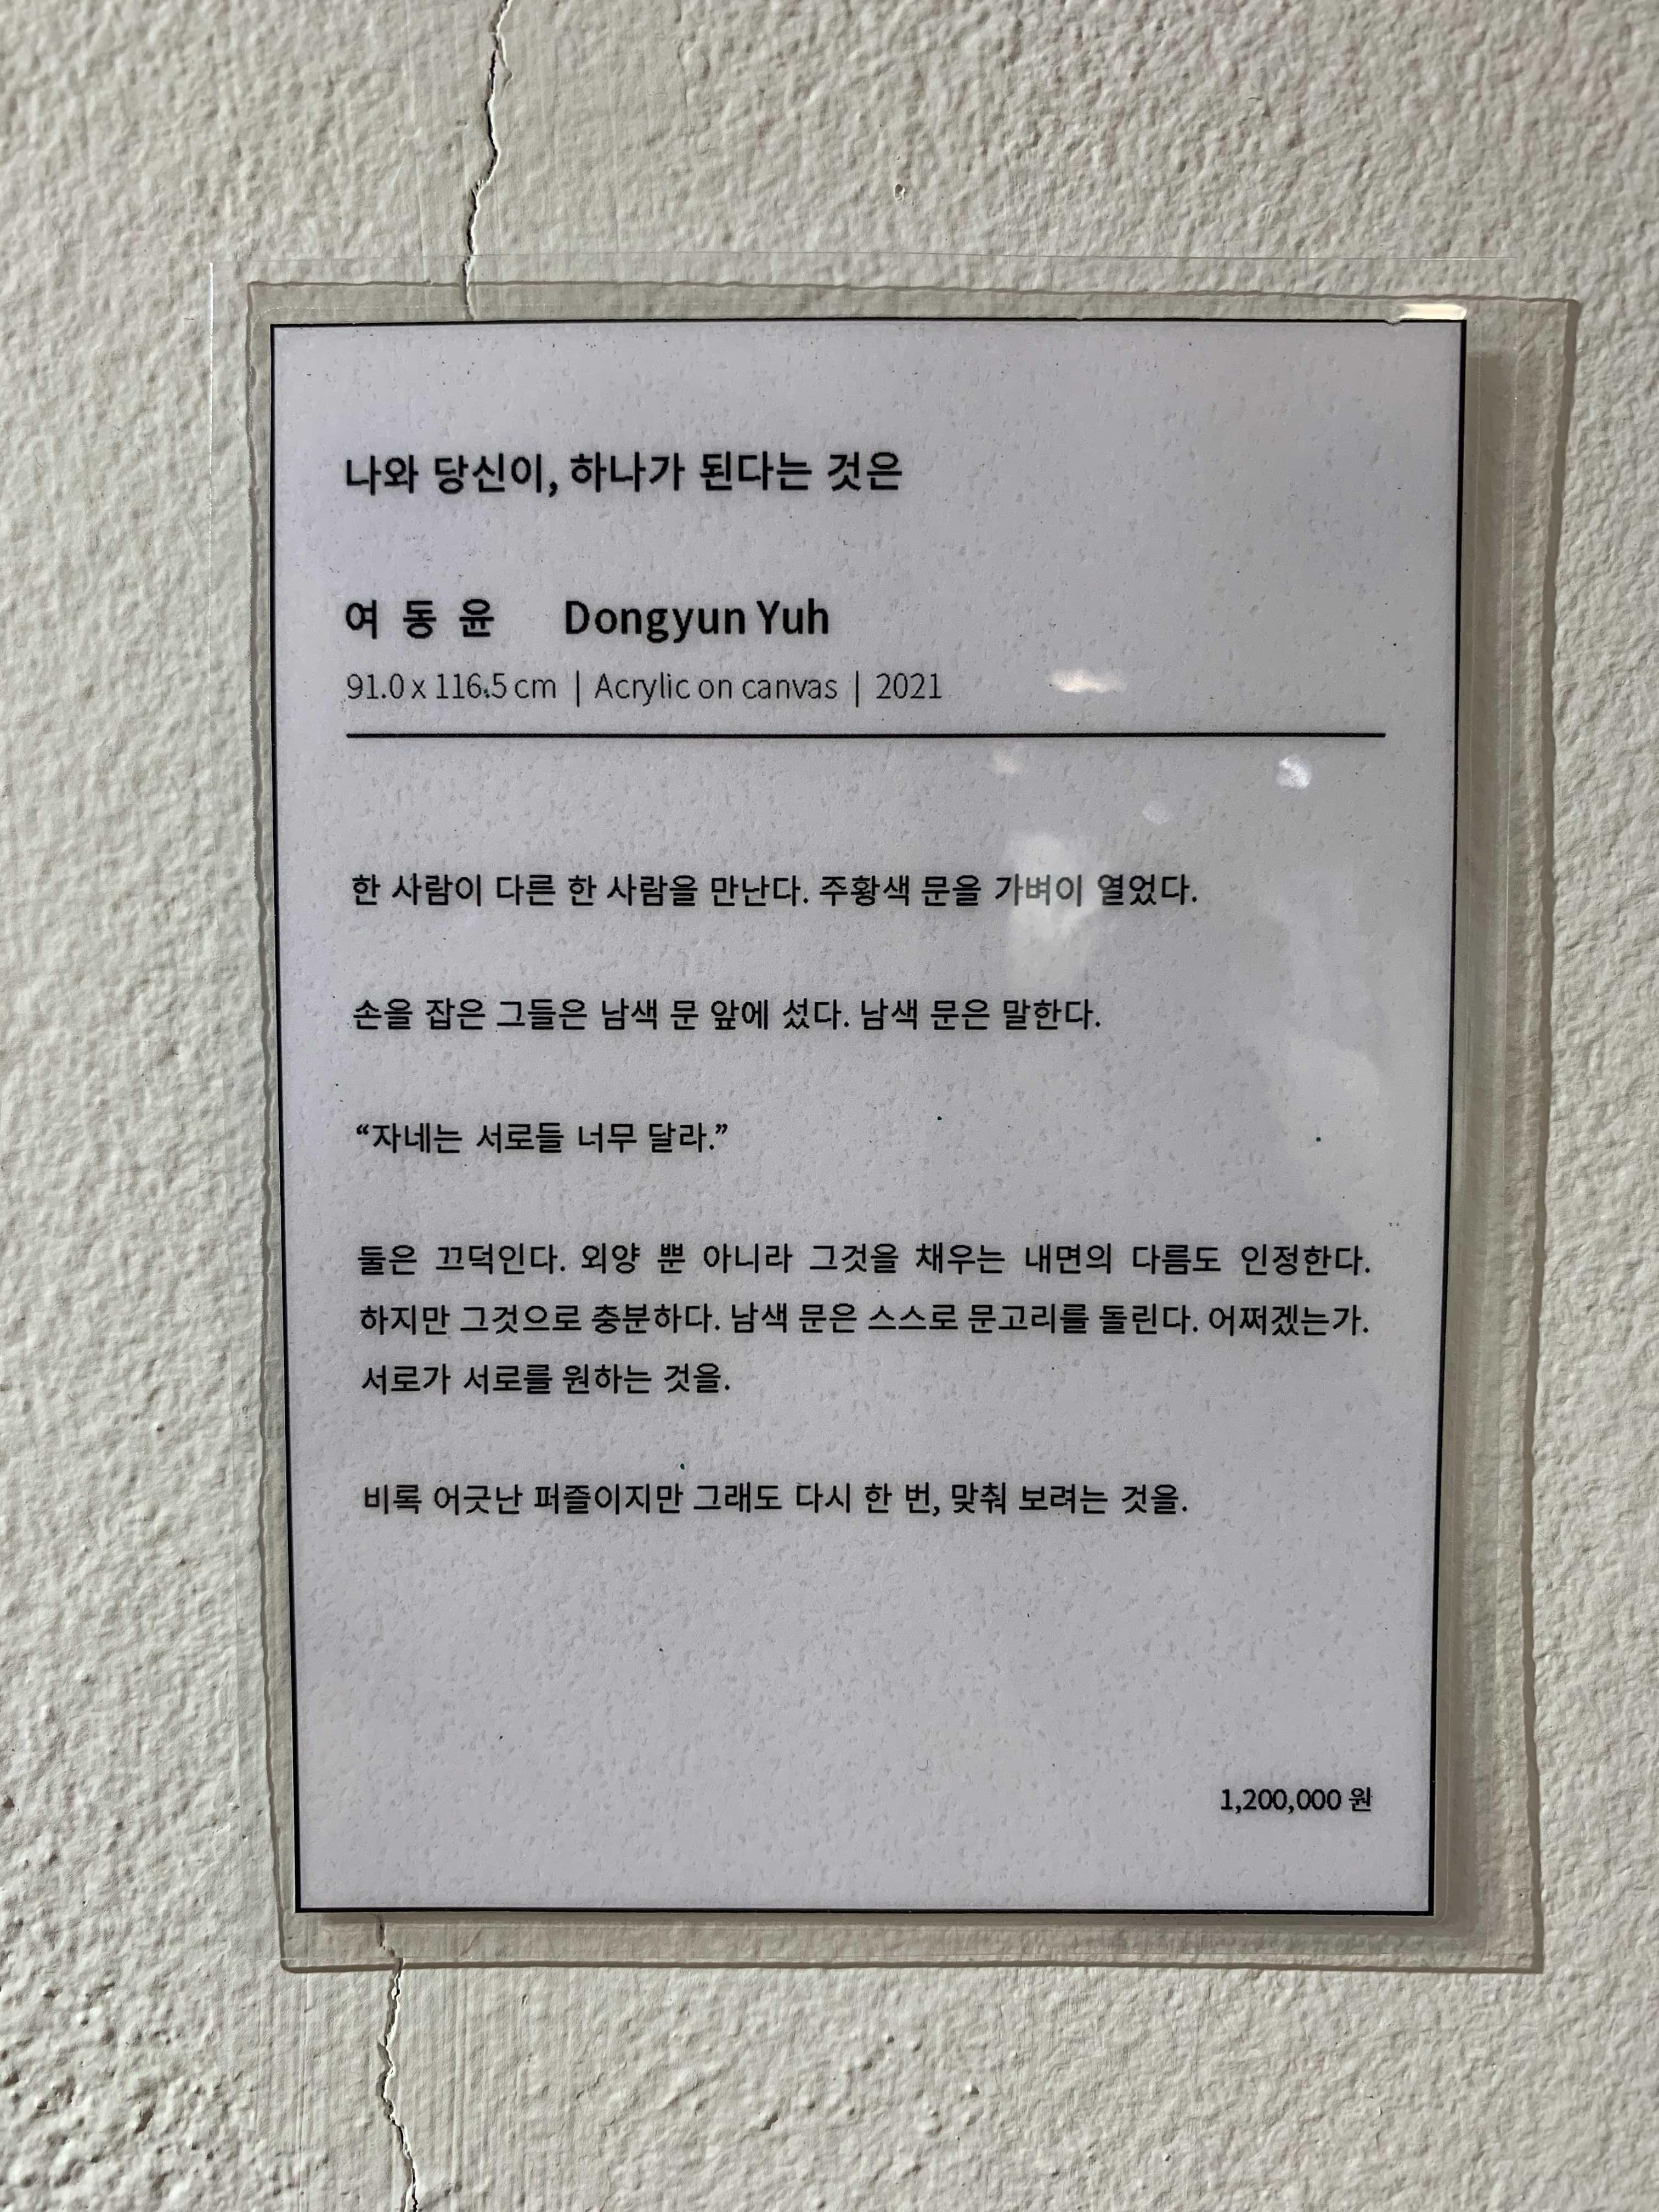 나와 당신이, 하나가 된다는 것은
여 동 윤 Dongyun Yuh
91.0 x 116.5 cm | Acrylic on canvas | 2021
한 사람이 다른 한 사람을 만난다. 주황색 문을 가벼이 열었다.
손을 잡은 그들은 남색 문 앞에 섰다. 남색 문은 말한다.
“자네는 서로들 너무 달라.”
둘은 끄덕인다. 외양 뿐 아니라 그것을 채우는 내면의 다름도 인정한다.
하지만 그것으로 충분하다. 남색 문은 스스로 문고리를 돌린다. 어쩌겠는가.
서로가 서로를 원하는 것을.
비록 어긋난 퍼즐이지만 그래도 다시 한 번, 맞춰 보려는 것을.
1,200,000 원